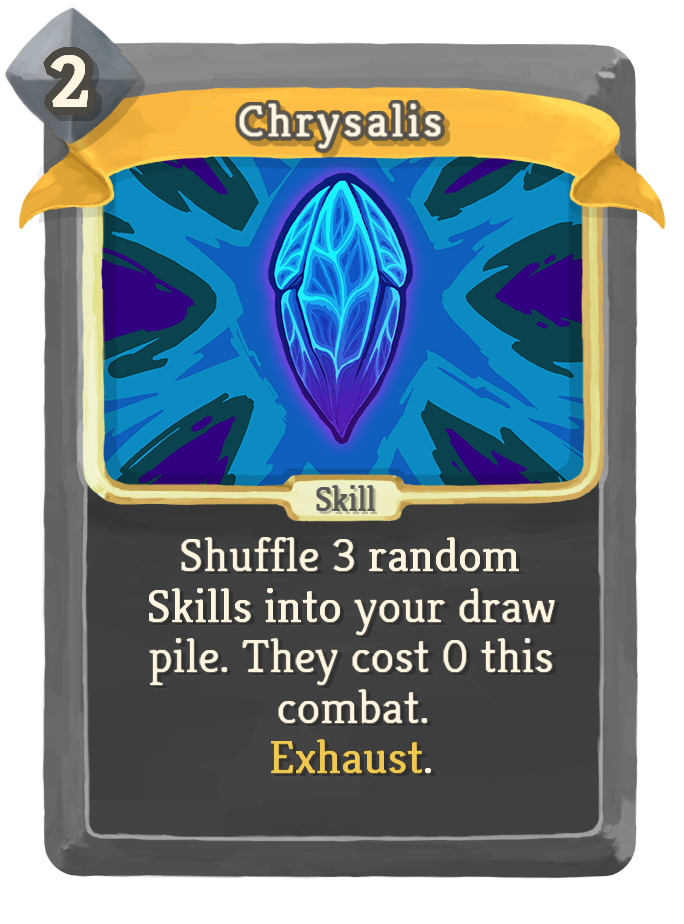 2
Chrysalis
Skill
Shuffle 3 random
Skills into your draw
pile. They cost 0 this
combat.
Exhaust.